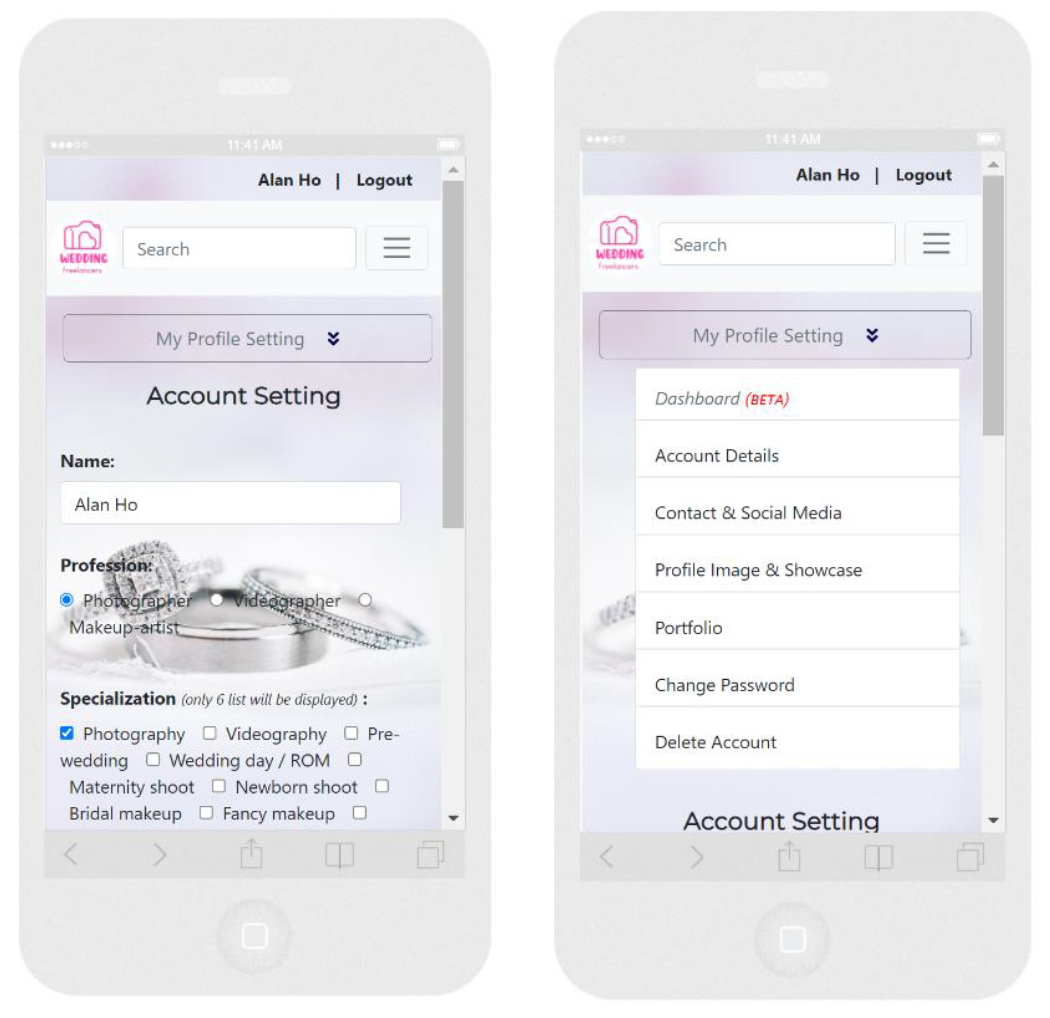 11:41 AM
Alan Ho | Logout
WEDDING
freelancers
Search
My Profile Setting
Account Setting
Name:
Alan Ho
Profession:
Photographer Videographer
Makeup-artist
Specialization (only 6 list will be displayed) :
Photography Videography Pre-
wedding Wedding day / ROM
Maternity shoot Newborn shoot
Bridal makeup Fancy makeup
11:41 AM
Alan Ho | Logout
WEDDING
freelancers
Search
My Profile Setting
Dashboard (BETA)
Account Details
Contact & Social Media
Profile Image & Showcase
Portfolio
Change Password
Delete Account
Account Setting